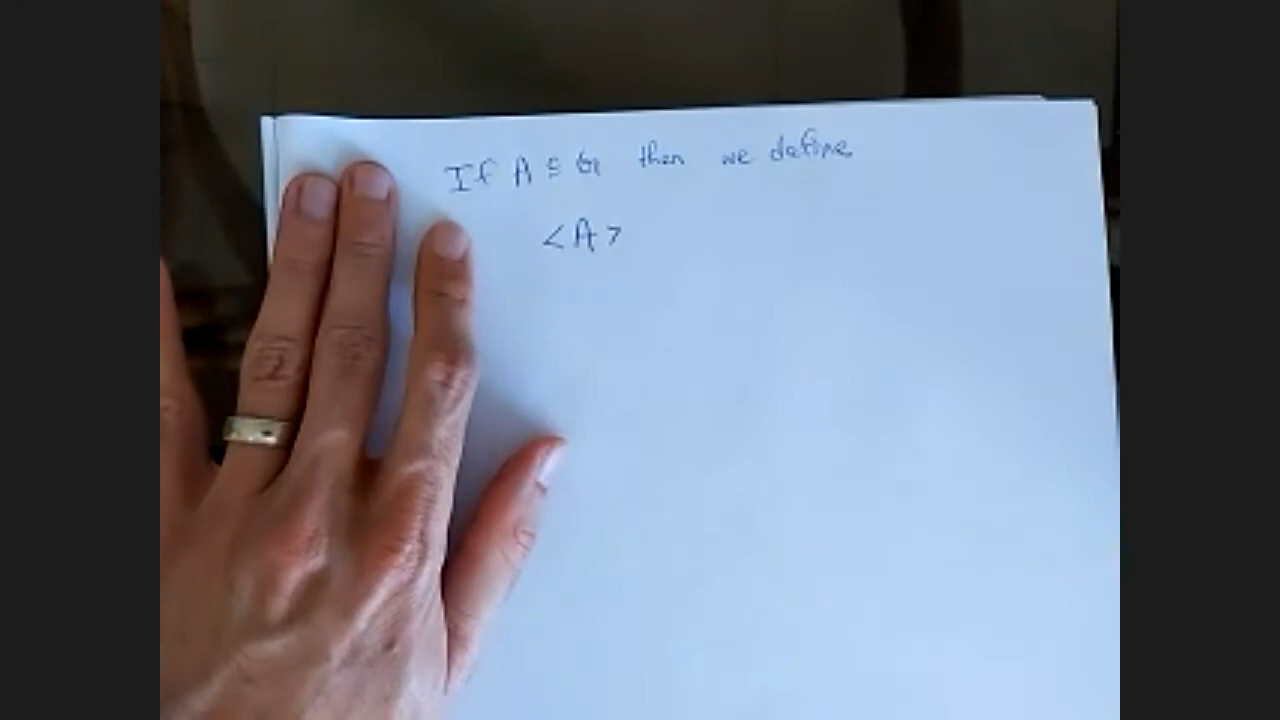 If A ⊆ G then we define
<A>